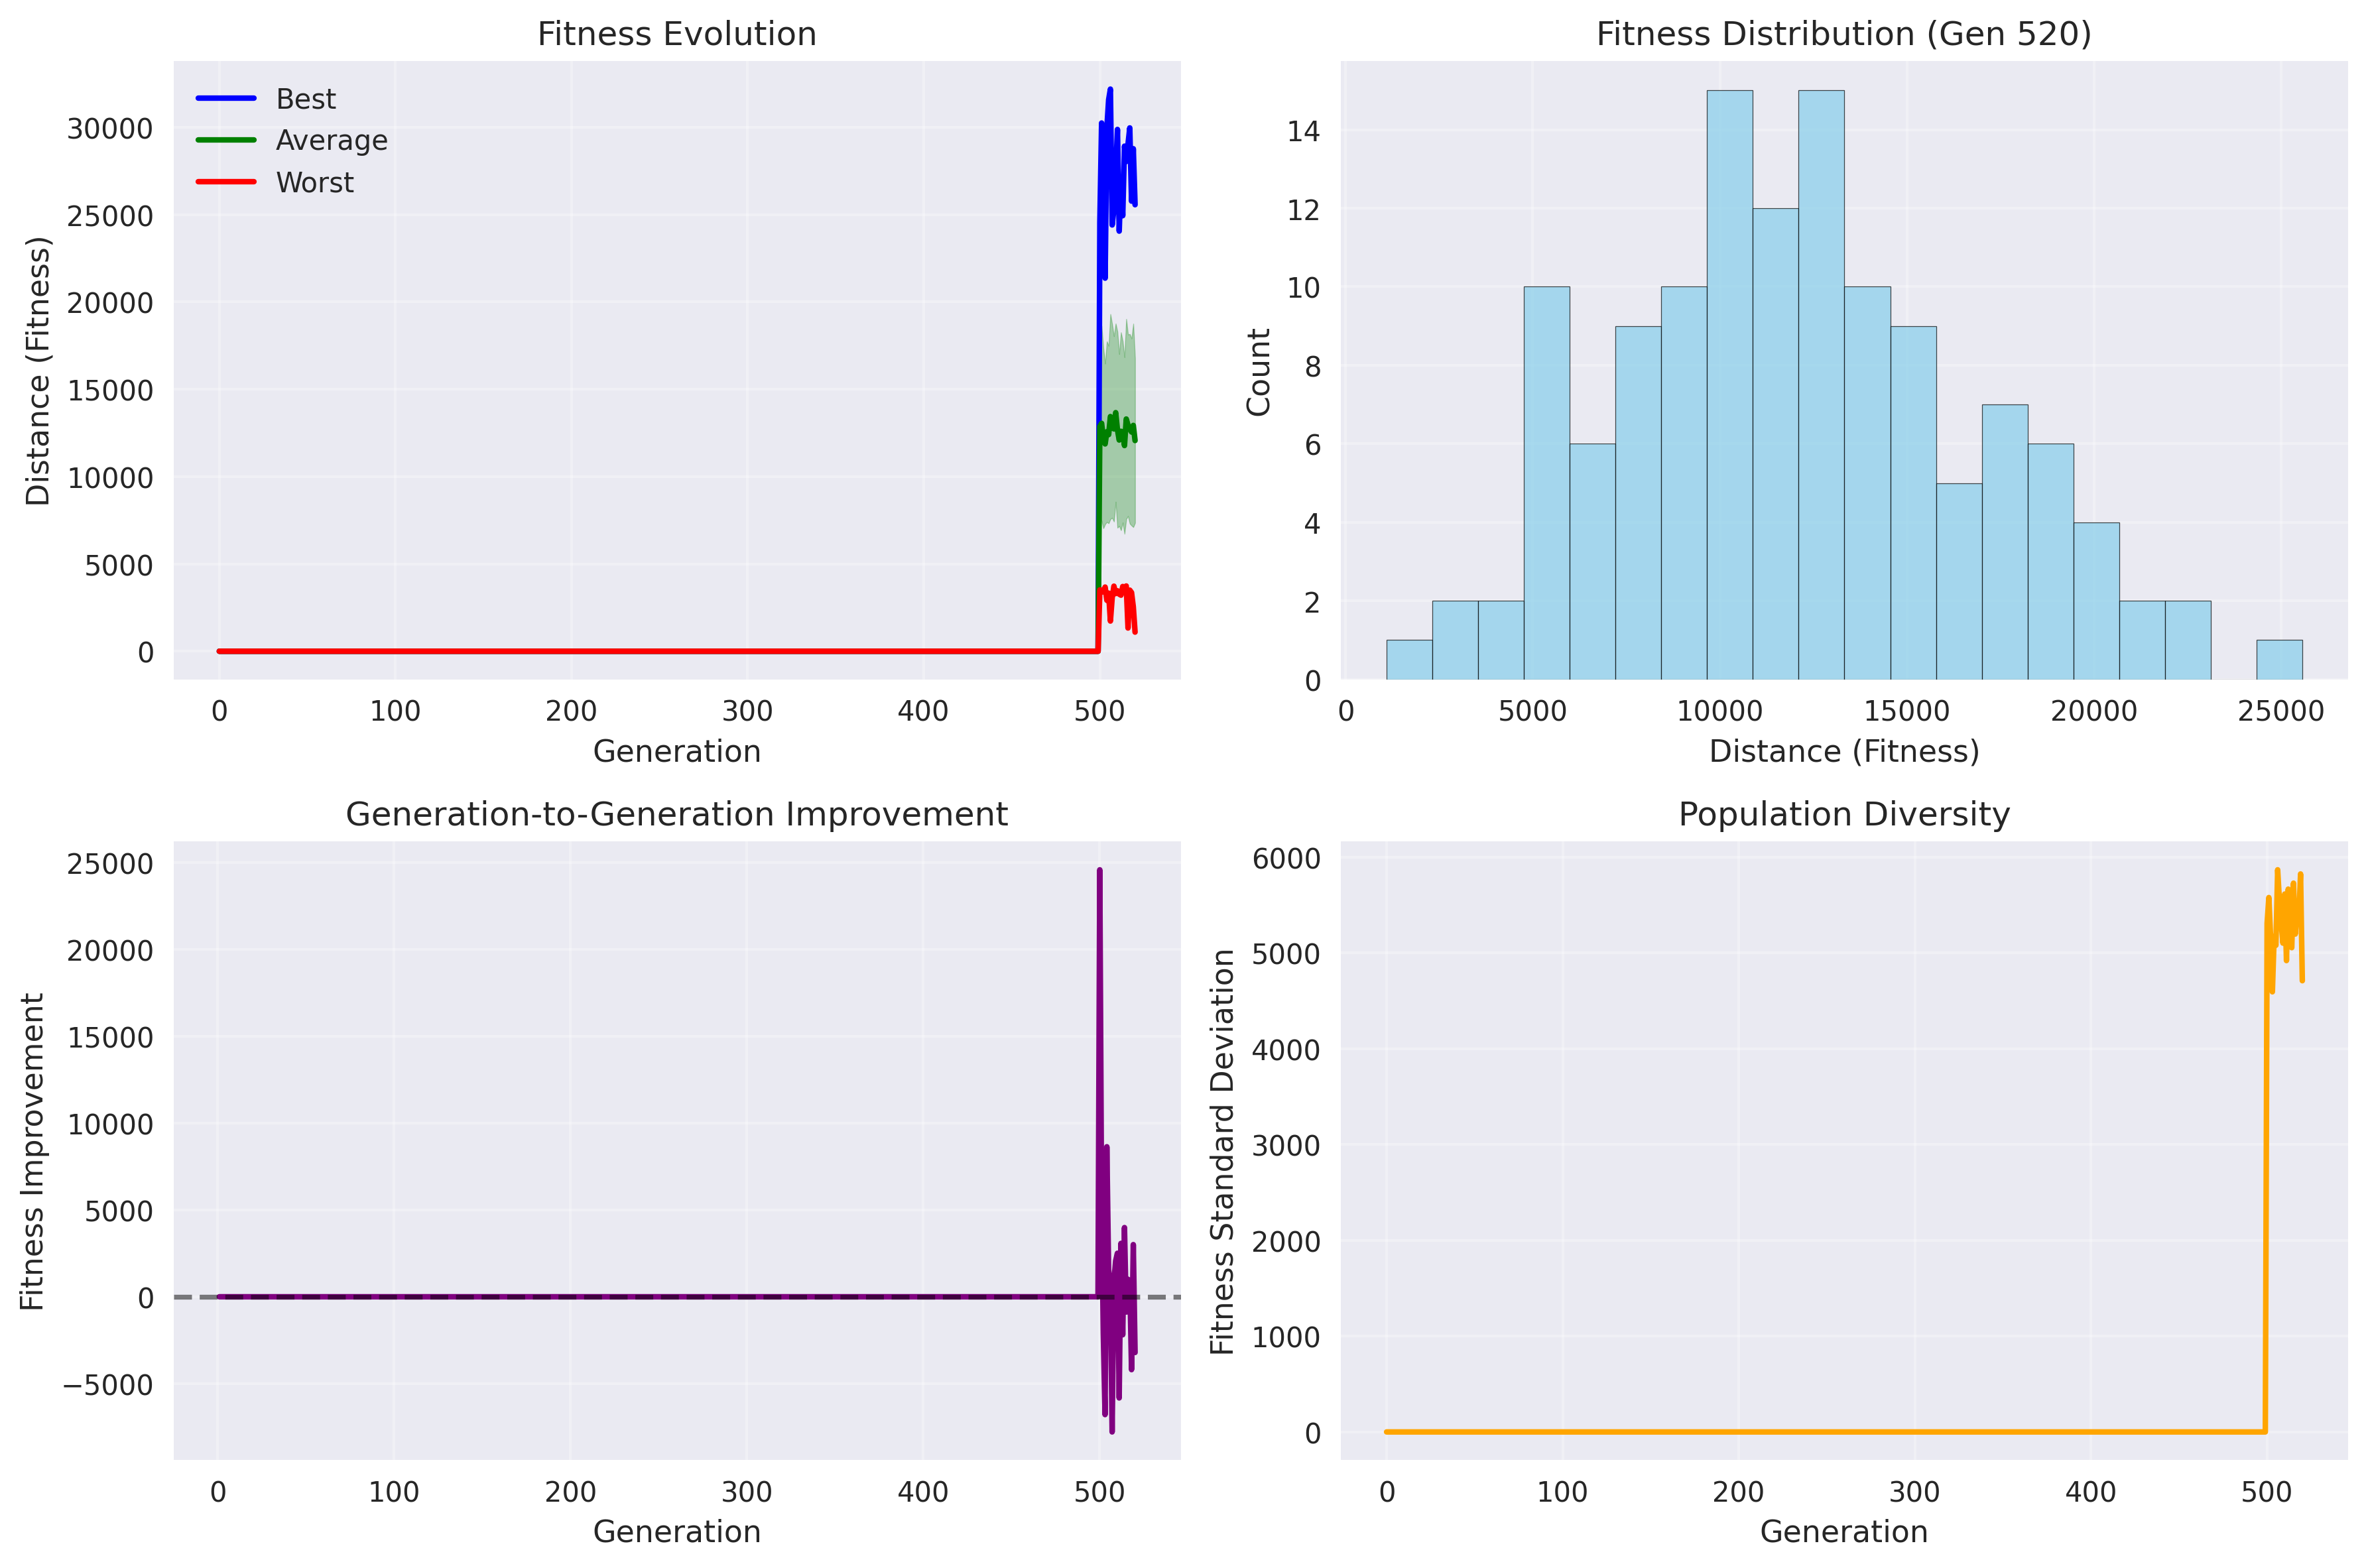 Fitness Evolution
Best
Average
Worst
30000
25000
20000
15000
10000
5000
0
Distance (Fitness)
0 100 200 300 400 500
Generation
Fitness Distribution (Gen 520)
14
12
10
8
6
4
2
0
Count
0 5000 10000 15000 20000 25000
Distance (Fitness)
Generation-to-Generation Improvement
25000
20000
15000
10000
5000
0
−5000
Fitness Improvement
0 100 200 300 400 500
Generation
Population Diversity
6000
5000
4000
3000
2000
1000
0
Fitness Standard Deviation
0 100 200 300 400 500
Generation